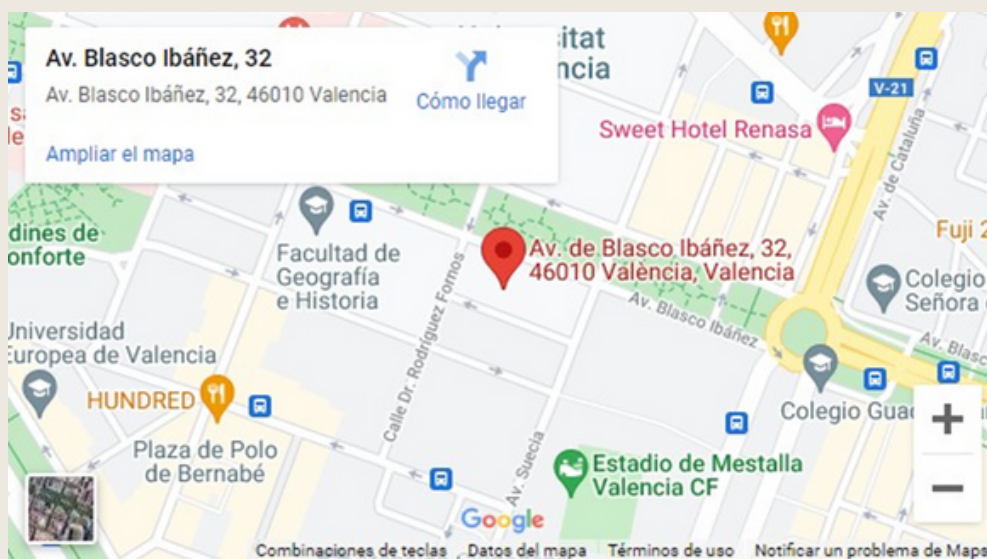 Av. Blasco Ibáñez, 32
Av. Blasco Ibáñez, 32, 46010 Valencia
Cómo llegar
Ampliar el mapa
V-21
Sweet Hotel Renasa
Av. de Cataluña
Fuji 2
Facultad de
Geografía
e Historia
Av. de Blasco Ibáñez, 32,
46010 València, Valencia
Colegio
Señora
Av. Blasco Ibáñez
Av. Blasc
Universidad
Europea de Valencia
HUNDRED
Calle Dr. Rodríguez Fornos
Plaza de Polo
de Bernabé
Av. Suecia
Estadio de Mestalla
Valencia CF
Colegio
Google
Combinaciones de teclas
Datos del mapa
Términos de uso
Notificar un problema de Maps